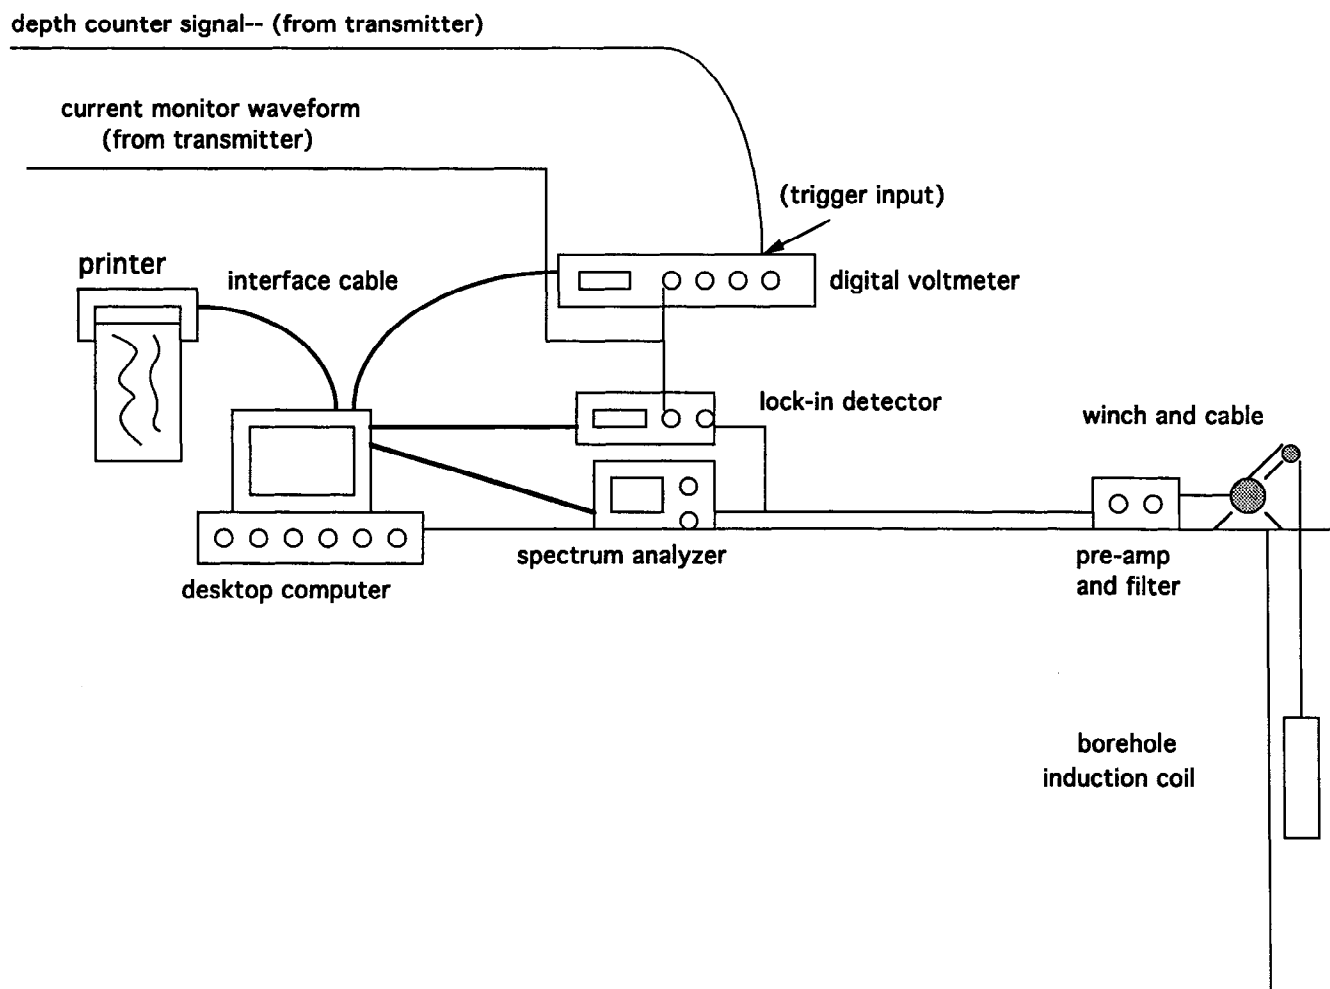 depth counter signal-- (from transmitter)
current monitor waveform
(from transmitter)
(trigger input)
printer
interface cable
digital voltmeter
lock-in detector
winch and cable
spectrum analyzer
pre-amp
and filter
desktop computer
borehole
induction coil